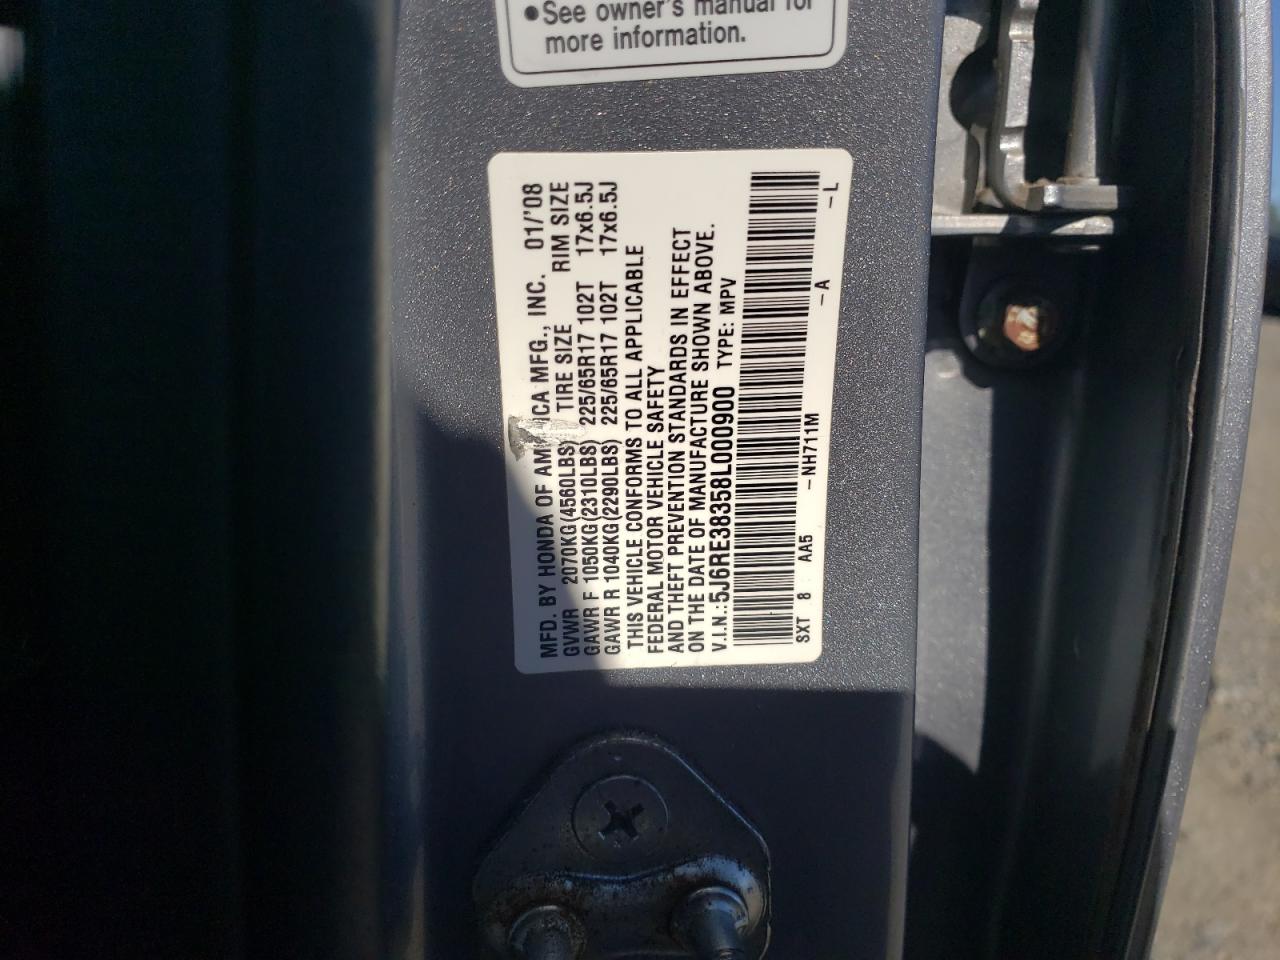 •See owner's manual for
more information.
MFD. BY HONDA OF AM CA MFG., INC. 01/'08
GVWR 2070KG(4560LBS) TIRE SIZE RIM SIZE
GAWR F 1050KG(2310LBS) 225/65R17 102T 17x6.5J
GAWR R 1040KG(2290LBS) 225/65R17 102T 17x6.5J
THIS VEHICLE CONFORMS TO ALL APPLICABLE
FEDERAL MOTOR VEHICLE SAFETY
AND THEFT PREVENTION STANDARDS IN EFFECT
ON THE DATE OF MANUFACTURE SHOWN ABOVE.
V.I.N.:5J6RE38358L000900 TYPE: MPV
SXT 8 AA5 -NH711M -A -L